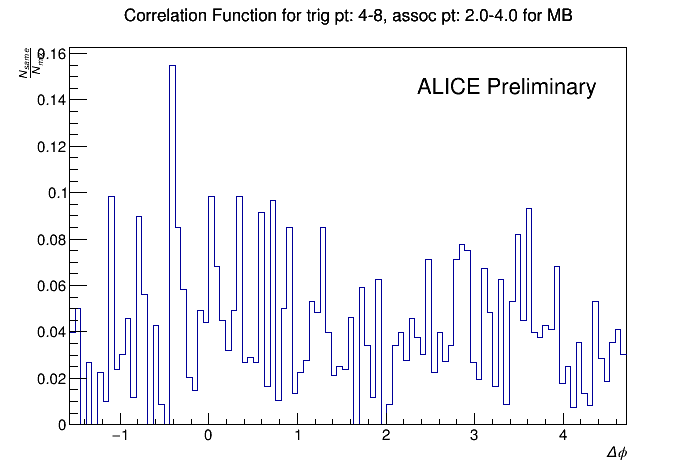 Correlation Function for trig pt: 4-8, assoc pt: 2.0-4.0 for MB
ALICE Preliminary
0.16
0.14
0.12
0.1
0.08
0.06
0.04
0.02
0
−1 0 1 2 3 4
Δϕ